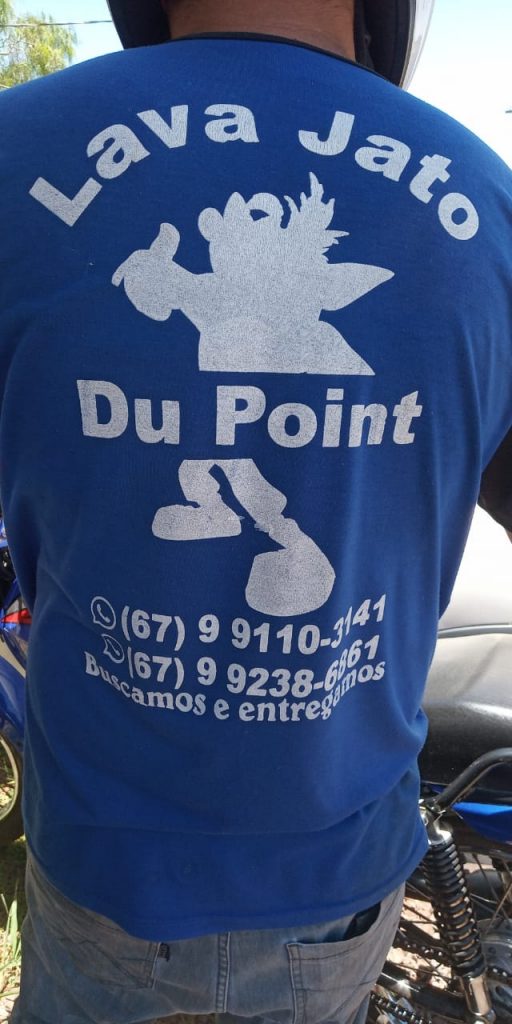 Lava Jato
Du Point
(67) 9 9110-3141
(67) 9 9238-6861
Buscamos e entregamos